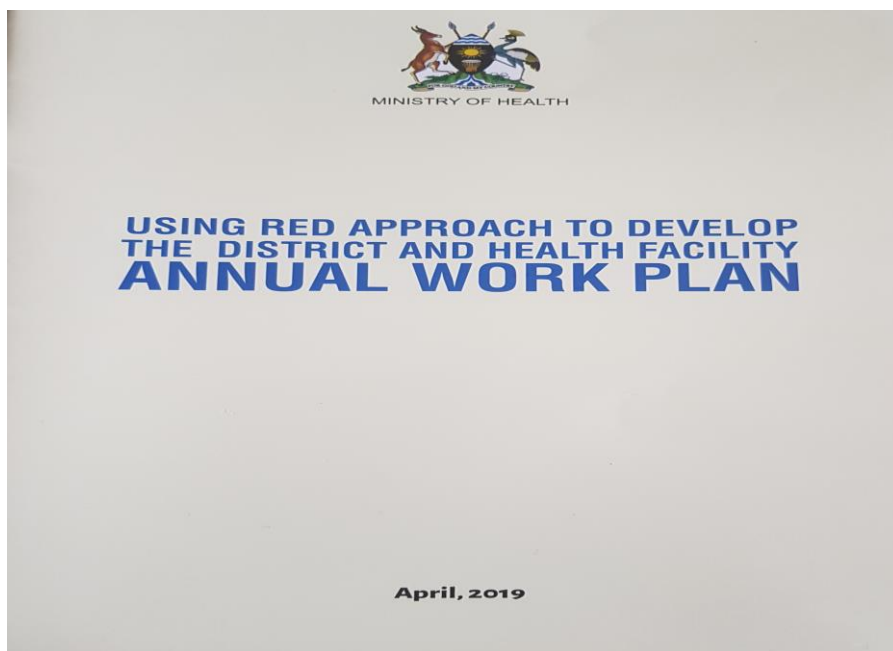 MINISTRY OF HEALTH
USING RED APPROACH TO DEVELOP
THE DISTRICT AND HEALTH FACILITY
ANNUAL WORK PLAN
April, 2019